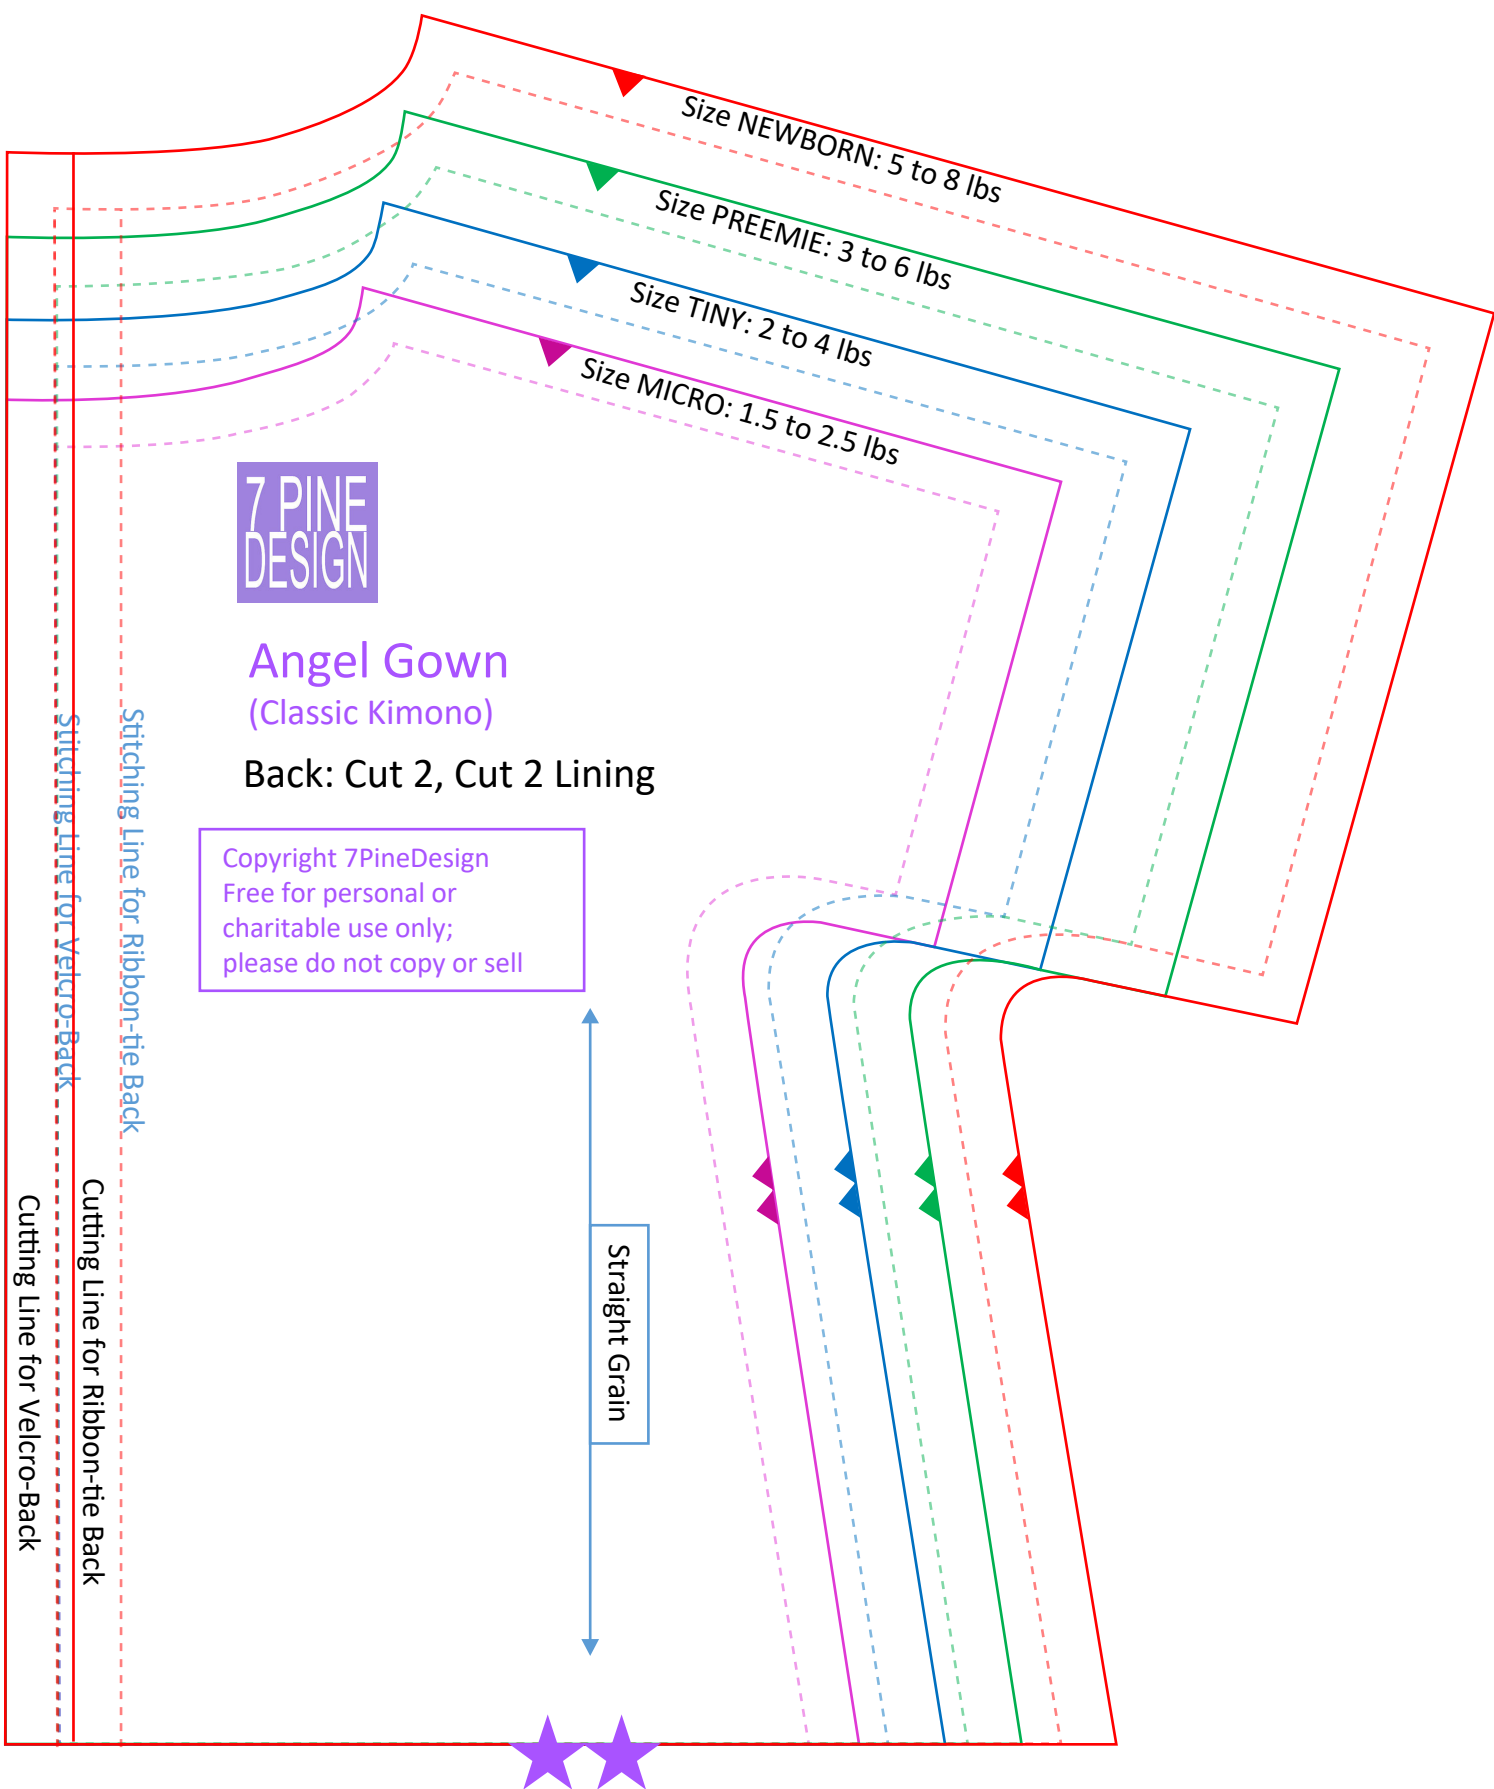 Size NEWBORN: 5 to 8 lbs
Size PREEMIE: 3 to 6 lbs
Size TINY: 2 to 4 lbs
Size MICRO: 1.5 to 2.5 lbs
7 PINE
DESIGN
Angel Gown
(Classic Kimono)
Back: Cut 2, Cut 2 Lining
Copyright 7PineDesign
Free for personal or
charitable use only;
please do not copy or sell
Stitching Line for Velcro-Back
Stitching Line for Ribbon-tie Back
Cutting Line for Velcro-Back
Cutting Line for Ribbon-tie Back
Straight Grain